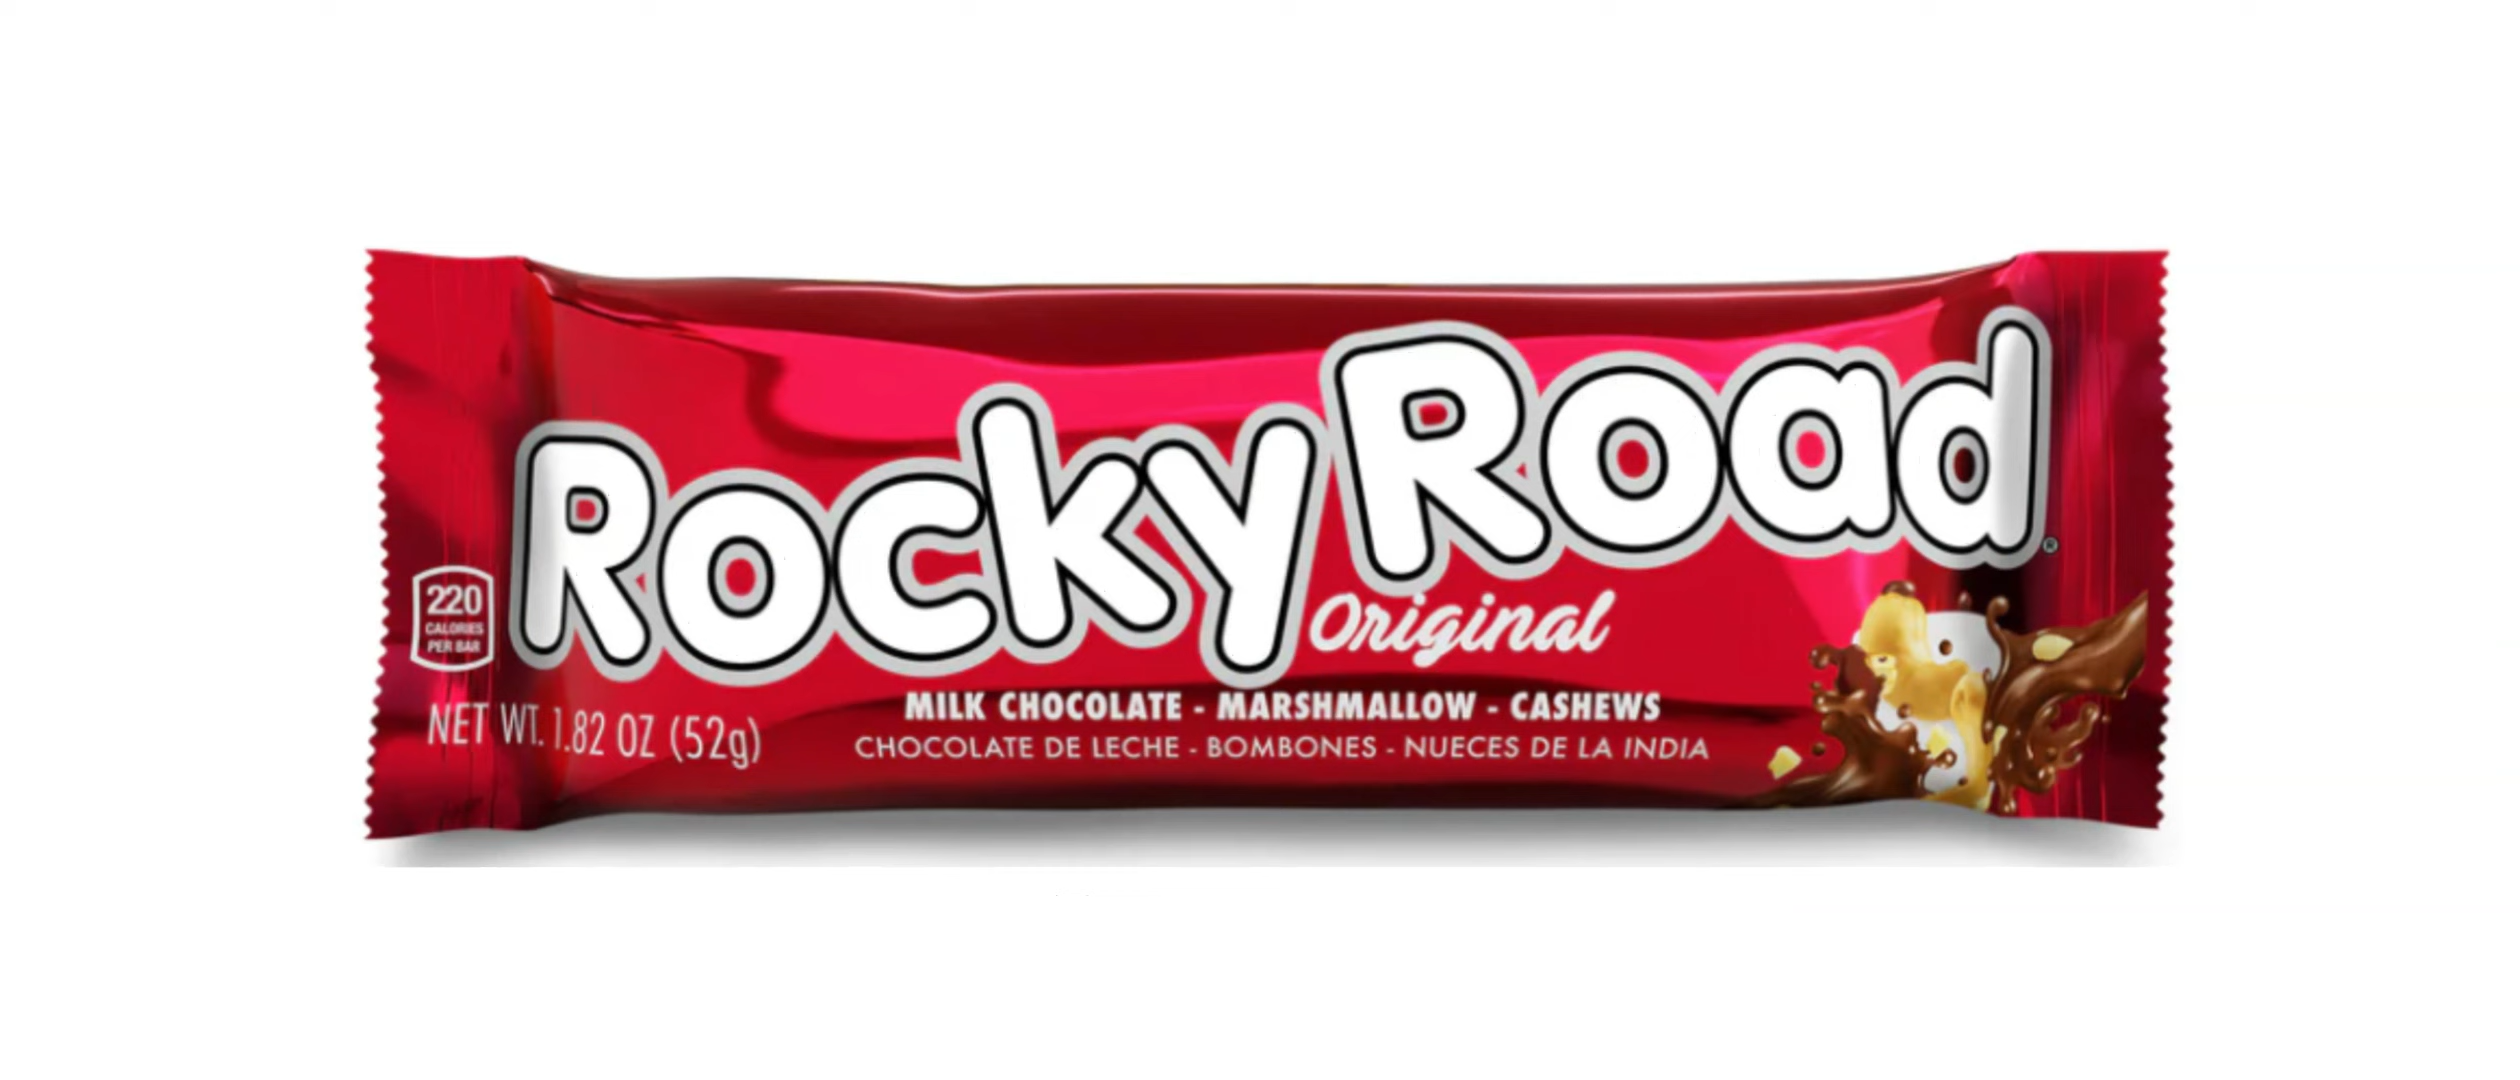 Rocky Road®
Original
220
CALORIES
PER BAR
NET WT. 1.82 OZ (52g)
MILK CHOCOLATE - MARSHMALLOW - CASHEWS
CHOCOLATE DE LECHE - BOMBONES - NUECES DE LA INDIA